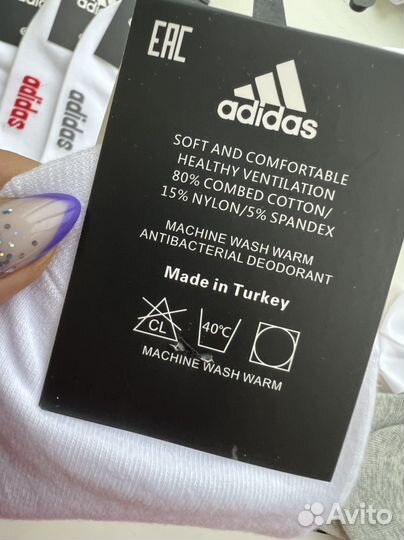 EAC
adidas
SOFT AND COMFORTABLE
HEALTHY VENTILATION
80% COMBED COTTON/
15% NYLON/5% SPANDEX
MACHINE WASH WARM
ANTIBACTERIAL DEODORANT
Made in Turkey
CL
40°C
MACHINE WASH WARM
adidas
adidas
Avito